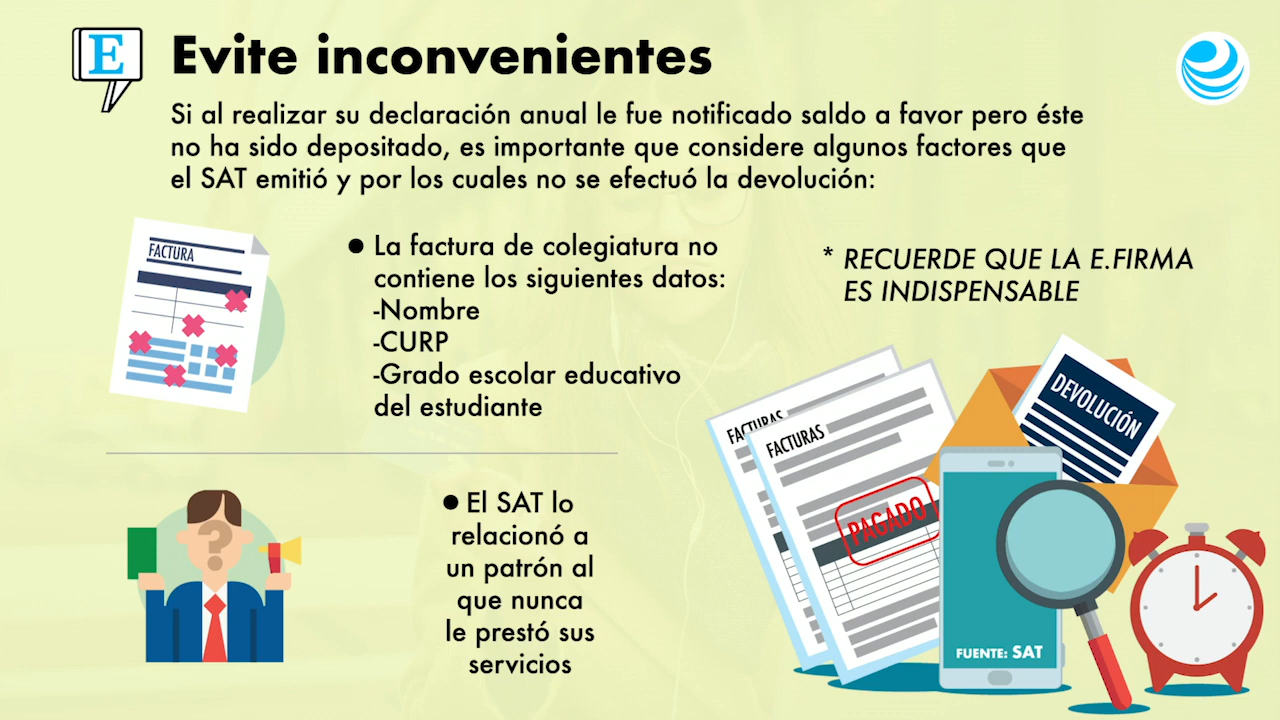 E
Evite inconvenientes
Si al realizar su declaración anual le fue notificado saldo a favor pero éste
no ha sido depositado, es importante que considere algunos factores que
el SAT emitió y por los cuales no se efectuó la devolución:
FACTURA
● La factura de colegiatura no
contiene los siguientes datos:
-Nombre
-CURP
-Grado escolar educativo
del estudiante
* RECUERDE QUE LA E.FIRMA
ES INDISPENSABLE
?
● El SAT lo
relacionó a
un patrón al
que nunca
le prestó sus
servicios
FACTURAS
FACTURAS
PAGADO
DEVOLUCIÓN
FUENTE: SAT